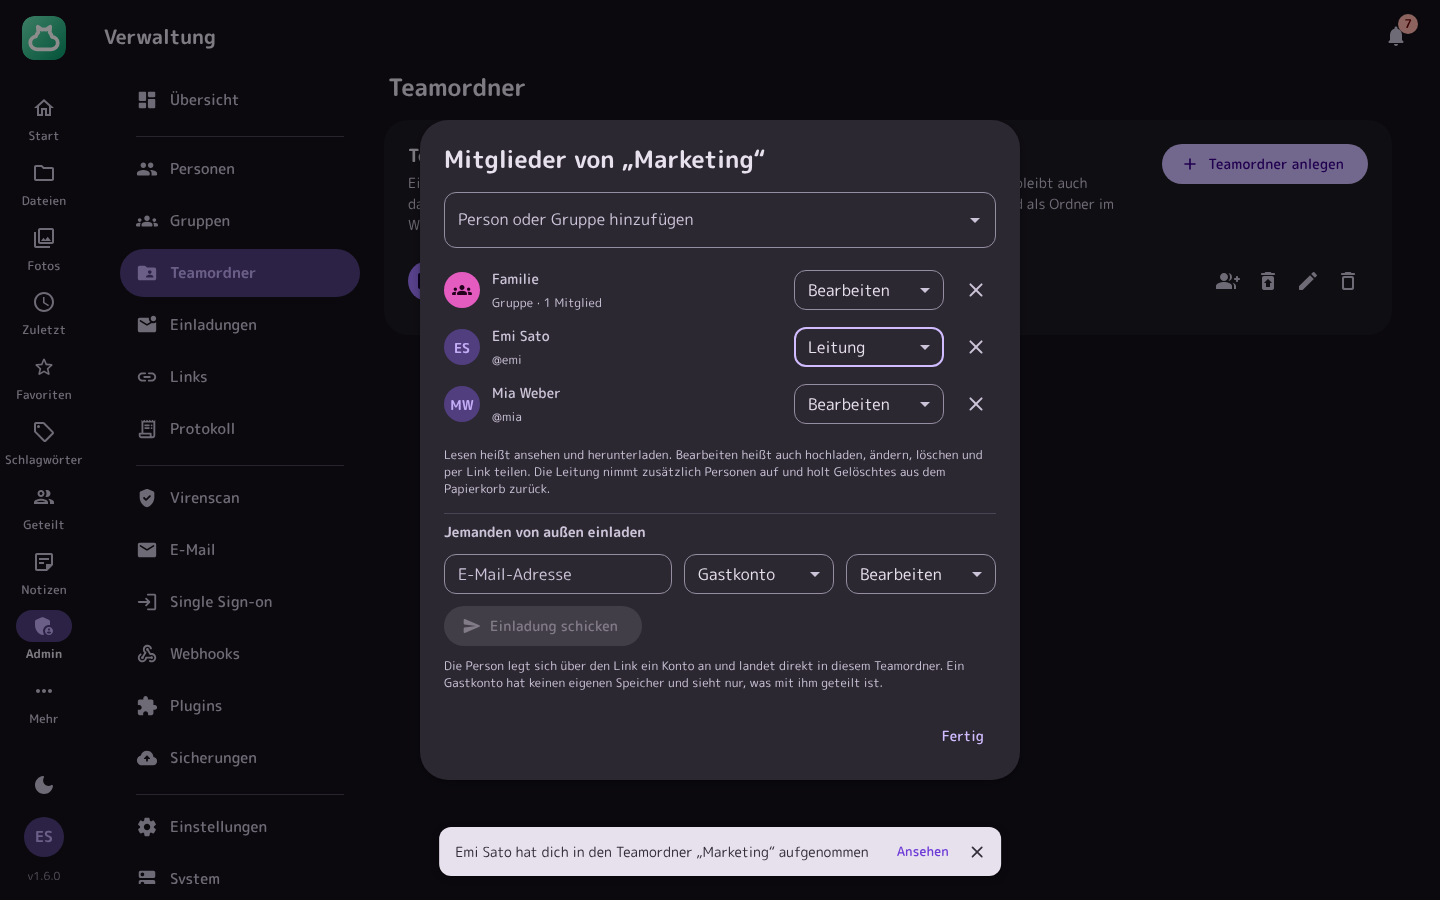 Verwaltung
7
Start
Dateien
Fotos
Zuletzt
Favoriten
Schlagwörter
Geteilt
Notizen
Admin
Mehr
ES
v1.6.0
Übersicht
Personen
Gruppen
Teamordner
Einladungen
Links
Protokoll
Virenscan
E-Mail
Single Sign-on
Webhooks
Plugins
Sicherungen
Einstellungen
System
Teamordner
bleibt auch
als Ordner im
Teamordner anlegen
Mitglieder von „Marketing“
Person oder Gruppe hinzufügen
Familie
Gruppe · 1 Mitglied
Bearbeiten
ES
Emi Sato
@emi
Leitung
MW
Mia Weber
@mia
Bearbeiten
Lesen heißt ansehen und herunterladen. Bearbeiten heißt auch hochladen, ändern, löschen und
per Link teilen. Die Leitung nimmt zusätzlich Personen auf und holt Gelöschtes aus dem
Papierkorb zurück.
Jemanden von außen einladen
E-Mail-Adresse
Gastkonto
Bearbeiten
Einladung schicken
Die Person legt sich über den Link ein Konto an und landet direkt in diesem Teamordner. Ein
Gastkonto hat keinen eigenen Speicher und sieht nur, was mit ihm geteilt ist.
Fertig
Emi Sato hat dich in den Teamordner „Marketing“ aufgenommen
Ansehen